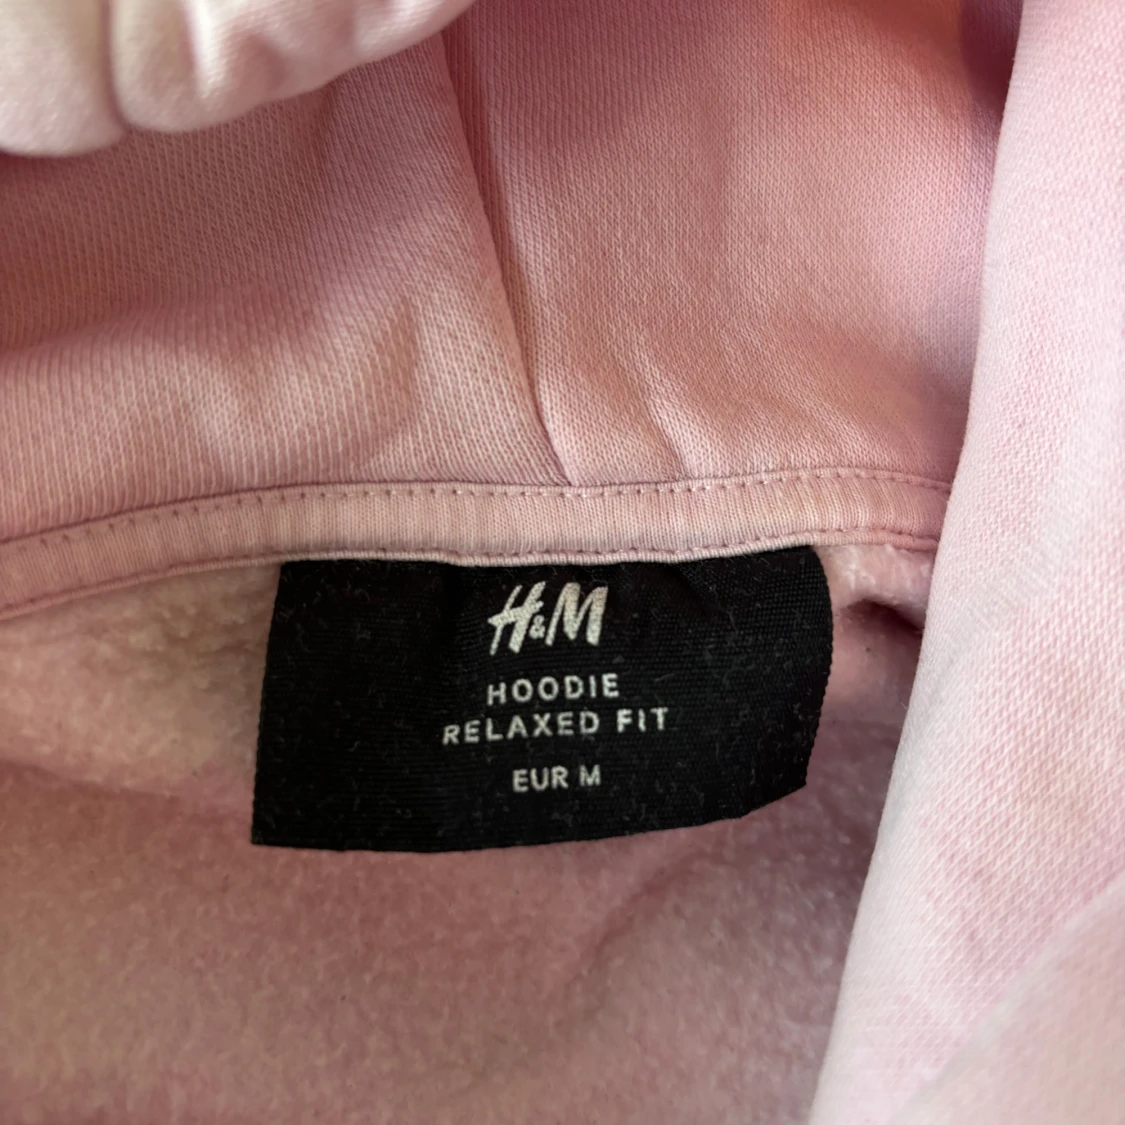 H&M
HOODIE
RELAXED FIT
EUR M